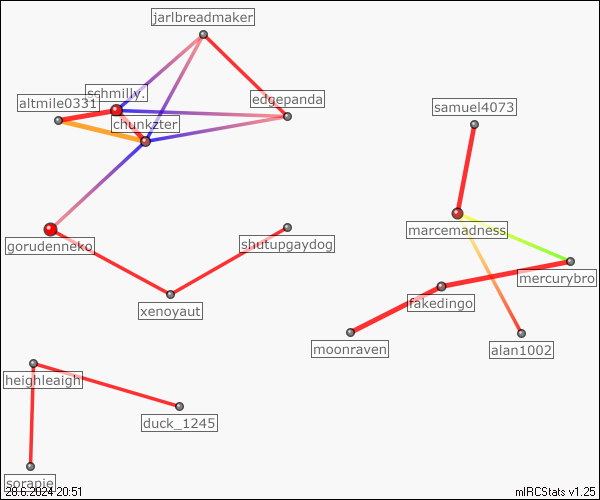 jarlbreadmaker
schmilly.
altmile0331
edgepanda
samuel4073
chunkzter
marcemadness
gorudenneko
shutupgaydog
mercurybro
fakedingo
xenoyaut
moonraven
alan1002
heighleaigh
duck_1245
sorapie
20.6.2024 20:51
mIRCStats v1.25